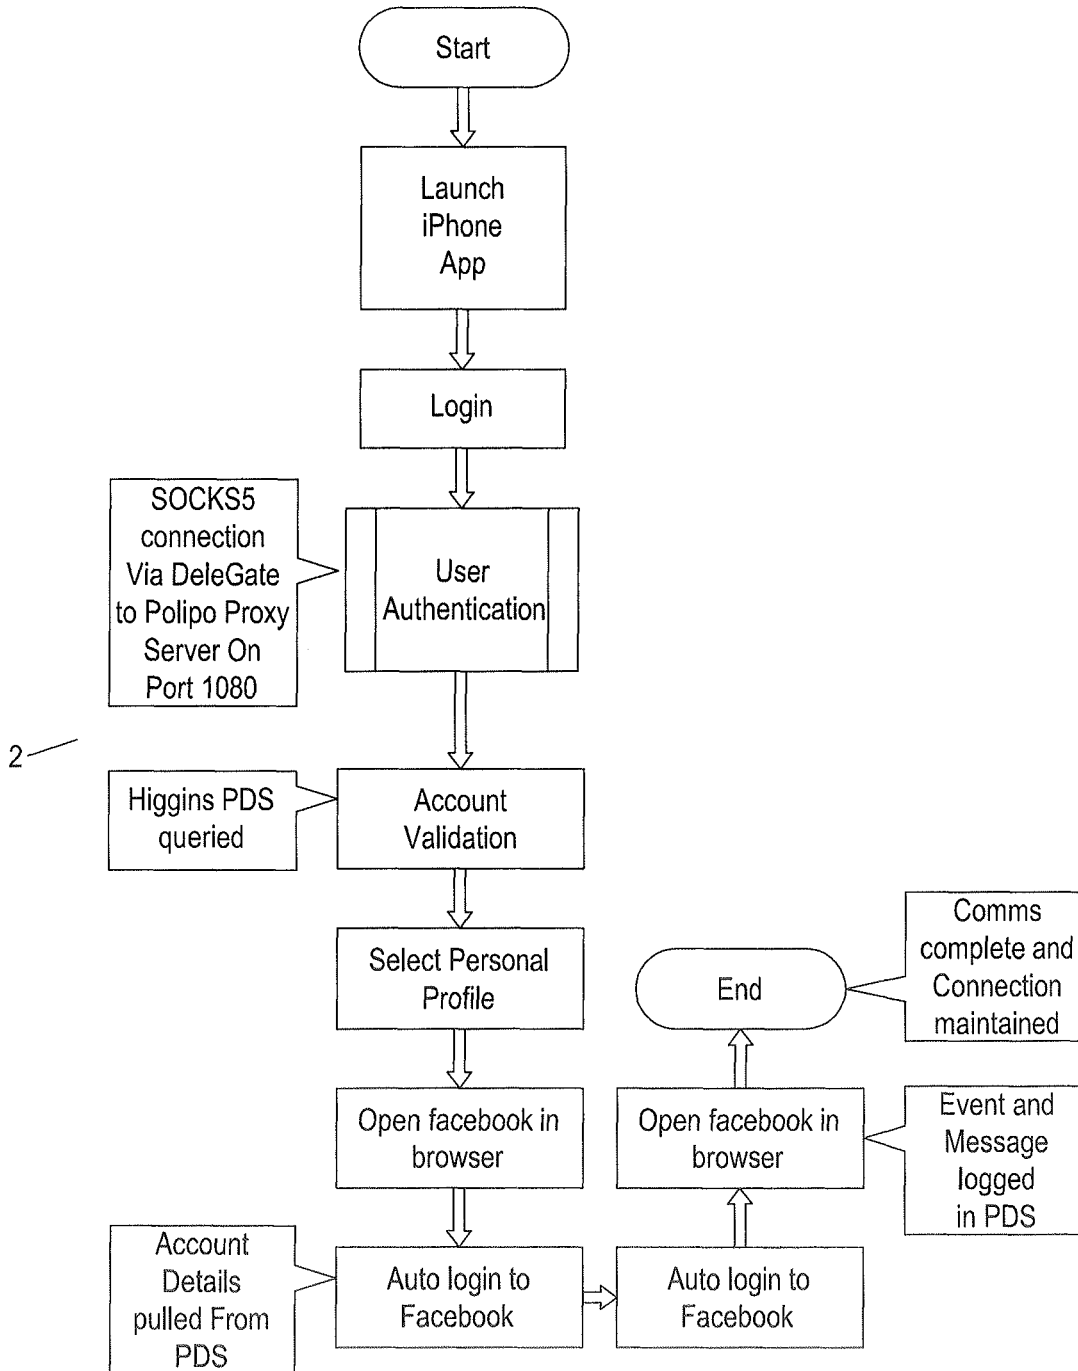 Start
Launch
iPhone
App
Login
SOCKS5
connection
Via DeleGate
to Polipo Proxy
Server On
Port 1080
User
Authentication
2
Higgins PDS
queried
Account
Validation
Select Personal
Profile
Open facebook in
browser
Account
Details
pulled From
PDS
Auto login to
Facebook
Auto login to
Facebook
Open facebook in
browser
Event and
Message
logged
in PDS
End
Comms
complete and
Connection
maintained